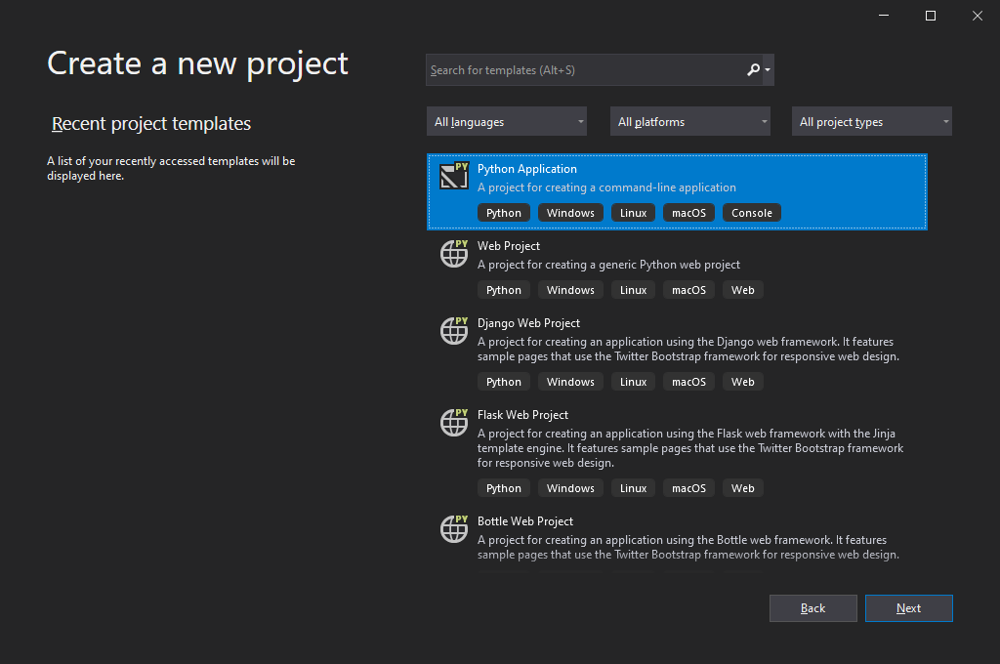 Create a new project
Search for templates (Alt+S)
Recent project templates
A list of your recently accessed templates will be
displayed here.
All languages
All platforms
All project types
PY
Python Application
A project for creating a command-line application
Python Windows Linux macOS Console
PY
Web Project
A project for creating a generic Python web project
Python Windows Linux macOS Web
PY
Django Web Project
A project for creating an application using the Django web framework. It features
sample pages that use the Twitter Bootstrap framework for responsive web design.
Python Windows Linux macOS Web
PY
Flask Web Project
A project for creating an application using the Flask web framework with the Jinja
template engine. It features sample pages that use the Twitter Bootstrap framework
for responsive web design.
Python Windows Linux macOS Web
PY
Bottle Web Project
A project for creating an application using the Bottle web framework. It features
sample pages that use the Twitter Bootstrap framework for responsive web design.
Back
Next